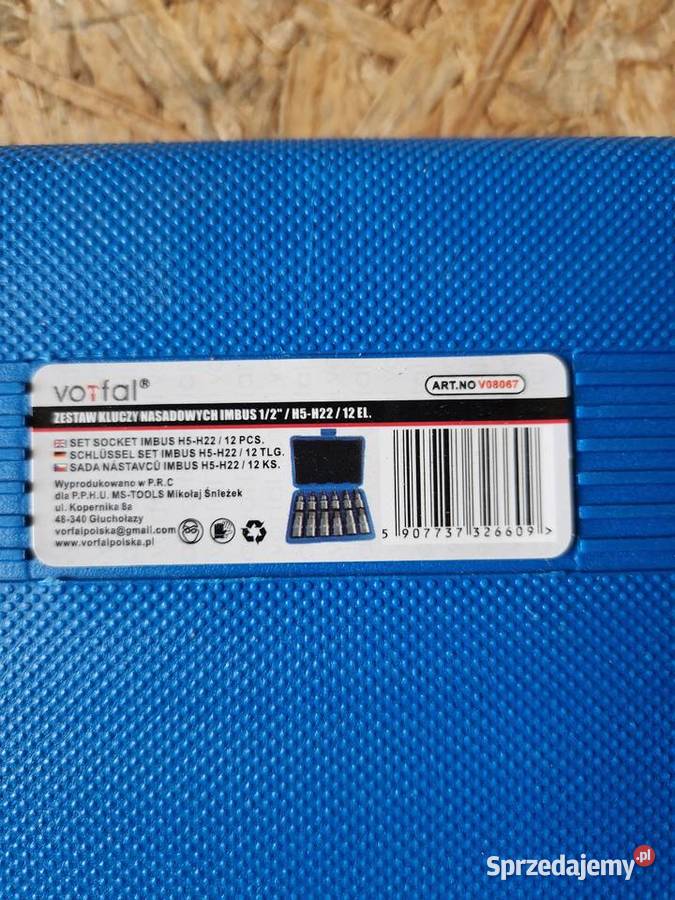 vorfal®
ART.NO V08067
ZESTAW KLUCZY NASADOWYCH IMBUS 1/2" / H5-H22 / 12 EL.
SET SOCKET IMBUS H5-H22 / 12 PCS.
SCHLÜSSEL SET IMBUS H5-H22 / 12 TLG.
SADA NÁSTAVCŮ IMBUS H5-H22 / 12 KS.
Wyprodukowano w P.R.C
dla P.P.H.U. MS-TOOLS Mikołaj Śnieżek
ul. Kopernika 8a
48-340 Głuchołazy
vorfalpolska@gmail.com
www.vorfalpolska.pl
5 907737 326609 >
Sprzedajemy.pl